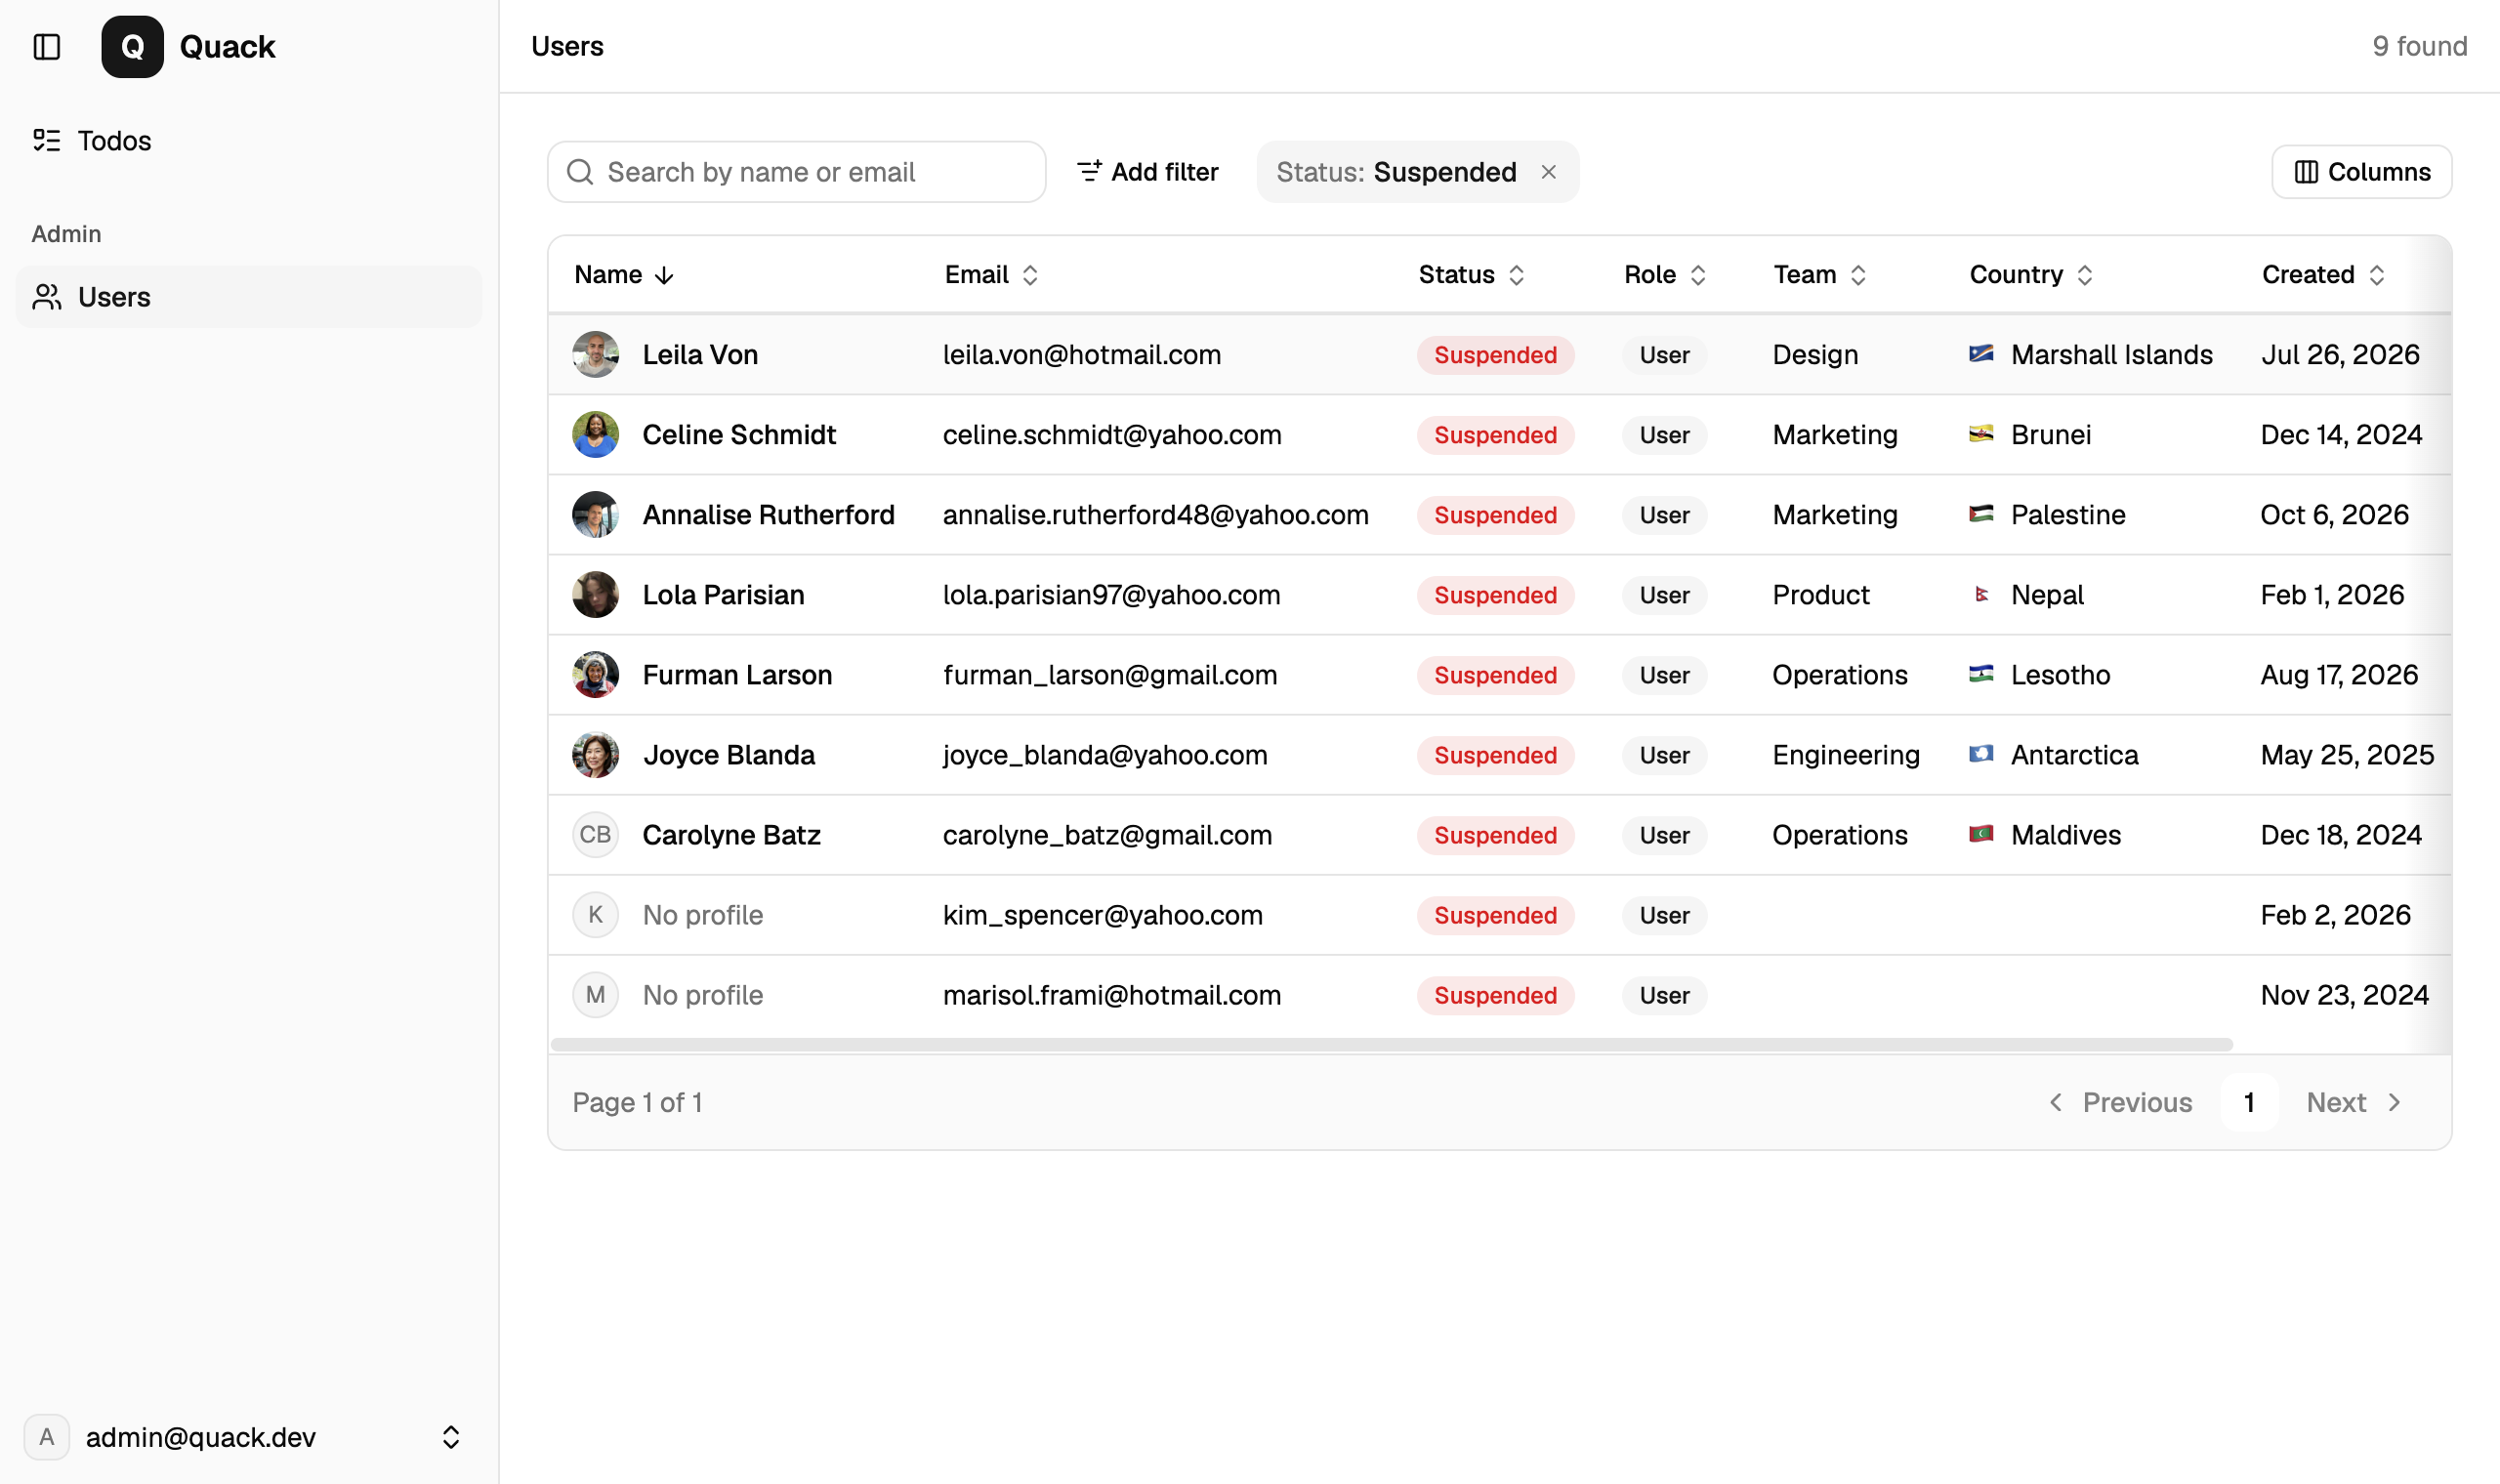 Q Quack
Todos
Admin
Users
A admin@quack.dev
Users 9 found
Search by name or email Add filter Status: Suspended Columns
Name Email Status Role Team Country Created
Leila Von leila.von@hotmail.com Suspended User Design Marshall Islands Jul 26, 2026
Celine Schmidt celine.schmidt@yahoo.com Suspended User Marketing Brunei Dec 14, 2024
Annalise Rutherford annalise.rutherford48@yahoo.com Suspended User Marketing Palestine Oct 6, 2026
Lola Parisian lola.parisian97@yahoo.com Suspended User Product Nepal Feb 1, 2026
Furman Larson furman_larson@gmail.com Suspended User Operations Lesotho Aug 17, 2026
Joyce Blanda joyce_blanda@yahoo.com Suspended User Engineering Antarctica May 25, 2025
CB Carolyne Batz carolyne_batz@gmail.com Suspended User Operations Maldives Dec 18, 2024
K No profile kim_spencer@yahoo.com Suspended User Feb 2, 2026
M No profile marisol.frami@hotmail.com Suspended User Nov 23, 2024
Page 1 of 1 Previous 1 Next